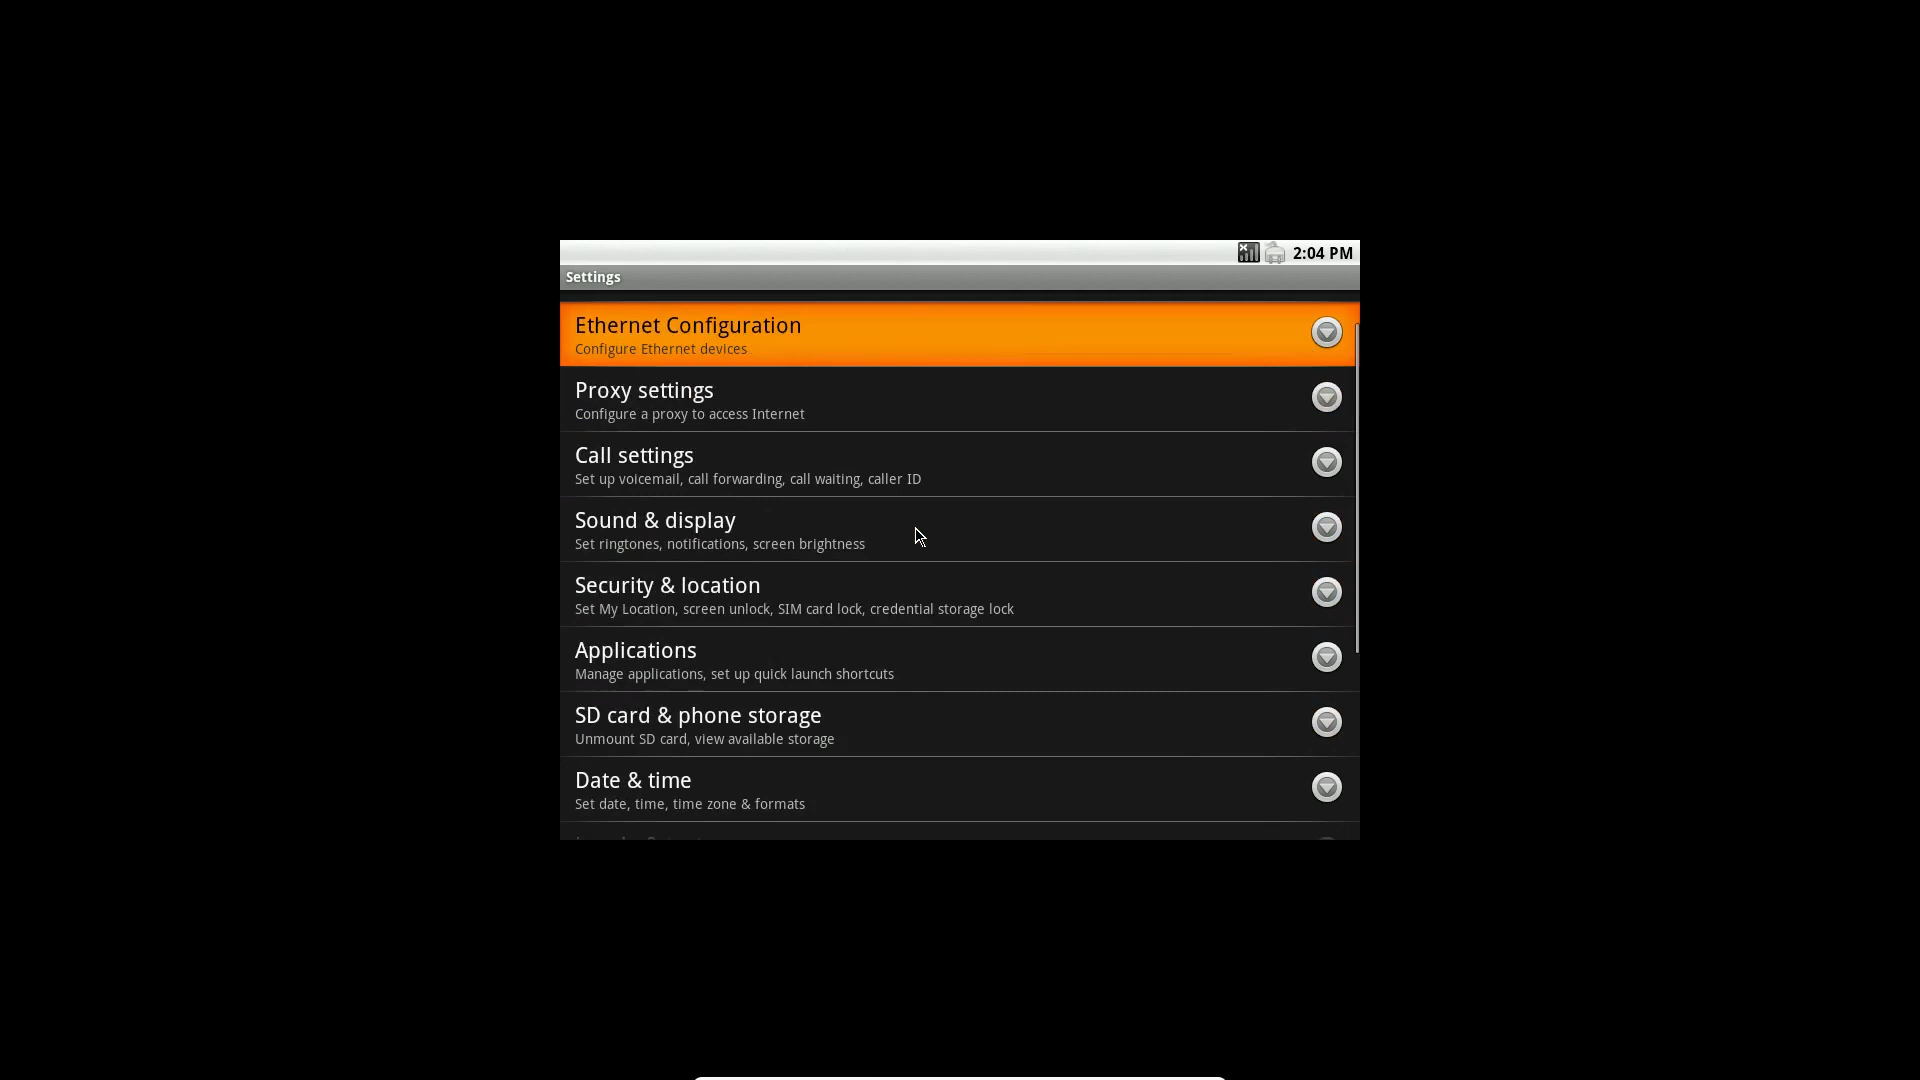 2:04 PM
Settings
Ethernet Configuration
Configure Ethernet devices
Proxy settings
Configure a proxy to access Internet
Call settings
Set up voicemail, call forwarding, call waiting, caller ID
Sound & display
Set ringtones, notifications, screen brightness
Security & location
Set My Location, screen unlock, SIM card lock, credential storage lock
Applications
Manage applications, set up quick launch shortcuts
SD card & phone storage
Unmount SD card, view available storage
Date & time
Set date, time, time zone & formats